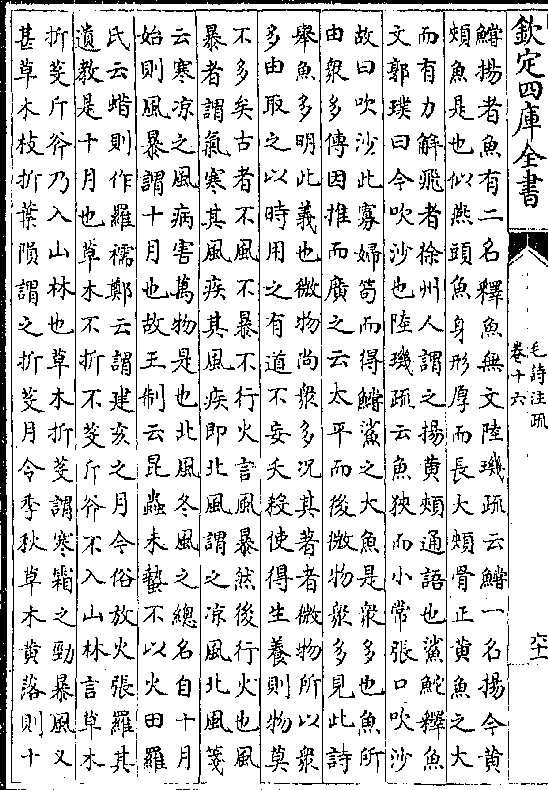 欽定四庫全書
毛詩注疏
卷十六
六十一
鱨揚者魚有二名釋魚無文陸璣疏云鱨一名揚今黄
頰魚是也似燕頭魚身形厚而長大頰骨正黄魚之大
而有力解飛者徐州人謂之揚黄頰通語也鯊鮀釋魚
文郭璞曰今吹沙也陸璣疏云魚狹而小常張口吹沙
故曰吹沙此寡婦笱而得鱨鯊之大魚是衆多也魚所
由衆多傳因推而廣之云太平而後微物衆多見此詩
舉魚多明此義也微物尚衆多况其著者微物所以衆
多由取之以時用之有道不妄夭殺使得生養則物莫
不多矣古者不風不暴不行火言風暴然後行火也風
暴者謂氣寒其風疾其風疾即北風謂之凉風北風箋
云寒凉之風病害萬物是也北風冬風之總名自十月
始則風暴謂十月也故王制云昆蟲未蟄不以火田羅
氏云蜡則作羅襦鄭云謂建亥之月今俗放火張羅其
遺教是十月也草木不折不芟斤斧不入山林言草木
折芟斤斧乃入山林也草木折芟謂寒霜之勁暴風又
甚草木枝折葉隕謂之折芟月令季秋草木黄落則十